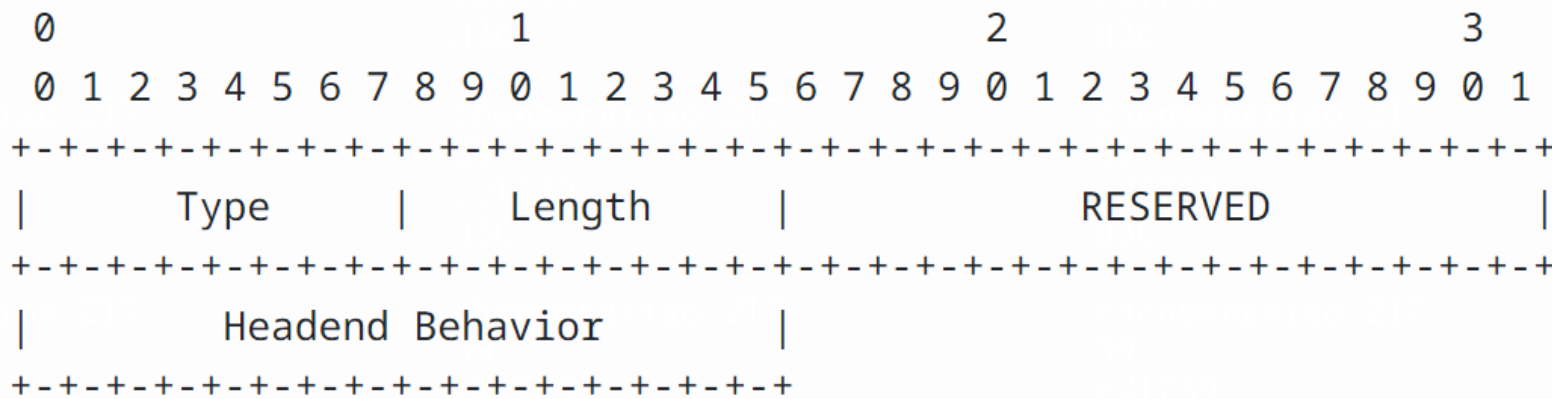 0                   1                   2                   3
 0 1 2 3 4 5 6 7 8 9 0 1 2 3 4 5 6 7 8 9 0 1 2 3 4 5 6 7 8 9 0 1
+-+-+-+-+-+-+-+-+-+-+-+-+-+-+-+-+-+-+-+-+-+-+-+-+-+-+-+-+-+-+-+-+
|      Type     |    Length     |            RESERVED           |
+-+-+-+-+-+-+-+-+-+-+-+-+-+-+-+-+-+-+-+-+-+-+-+-+-+-+-+-+-+-+-+-+
|        Headend Behavior       |
+-+-+-+-+-+-+-+-+-+-+-+-+-+-+-+-+